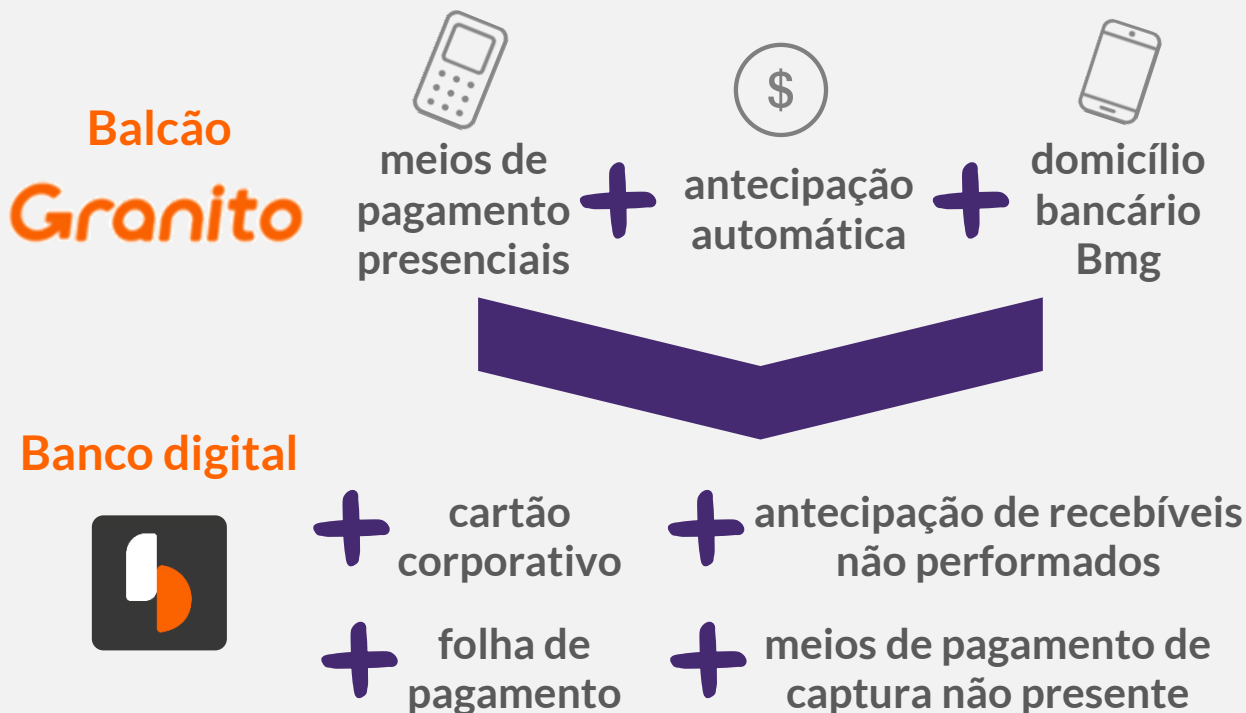 Balcão
Granito
meios de
pagamento
presenciais
$
antecipação
automática
domicílio
bancário
Bmg
Banco digital
cartão
corporativo
antecipação de recebíveis
não performados
folha de
pagamento
meios de pagamento de
captura não presente